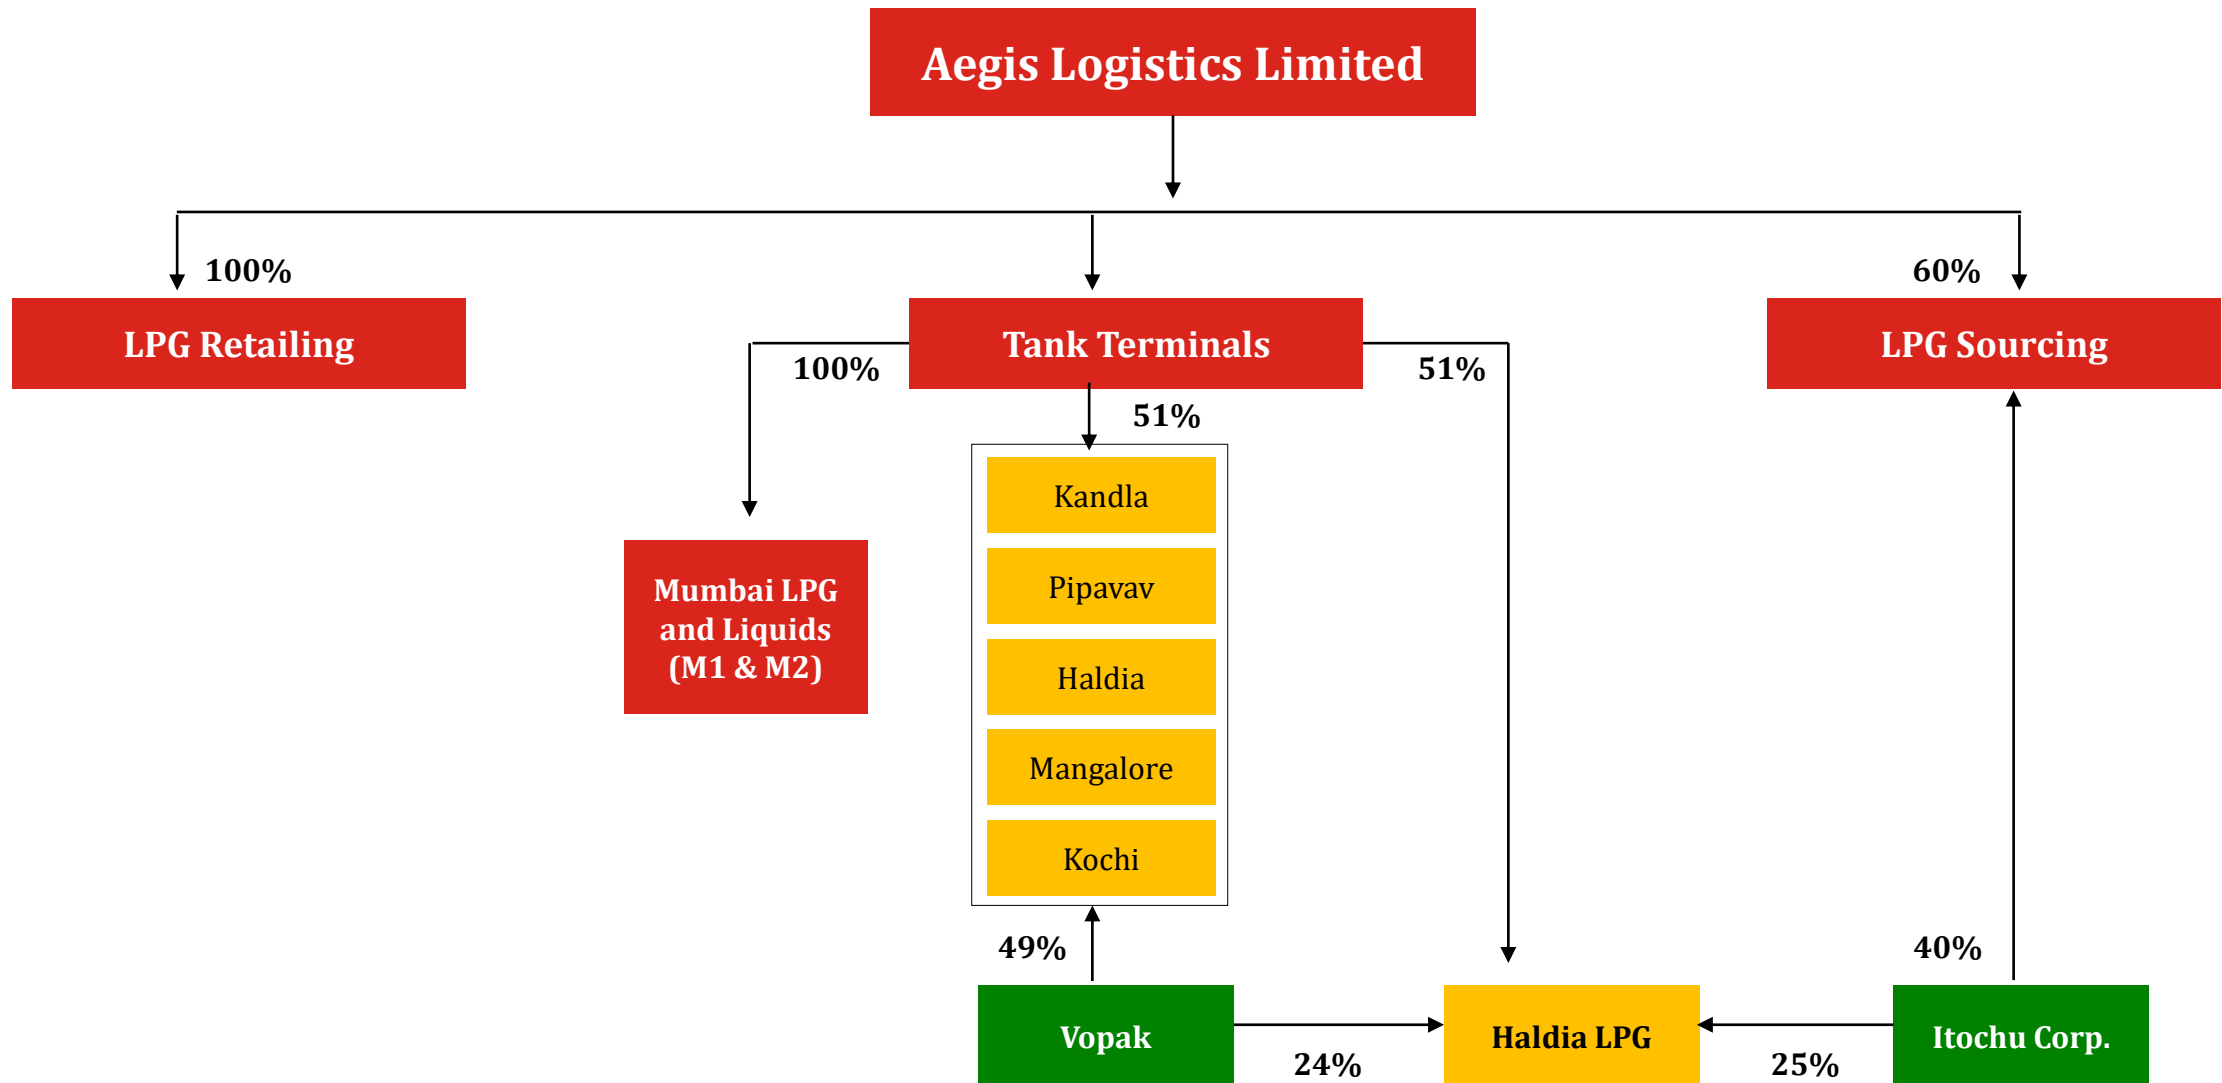 Aegis Logistics Limited
100%
60%
LPG Retailing
Tank Terminals
LPG Sourcing
100%
51%
51%
Kandla
Pipavav
Haldia
Mangalore
Kochi
Mumbai LPG
and Liquids
(M1 & M2)
49%
40%
Vopak
24%
Haldia LPG
25%
Itochu Corp.